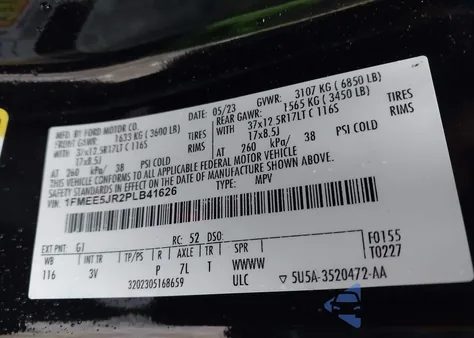 MFD. BY FORD MOTOR CO.
DATE: 05/23 GVWR: 3107 KG (6850 LB)
FRONT GAWR: 1633 KG (3600 LB) REAR GAWR: 1565 KG (3450 LB)
37x12.5R17LT C 116S TIRES 37x12.5R17LT C 116S TIRES
17x8.5J RIMS 17x8.5J RIMS
AT 260 kPa/ 38 PSI COLD AT 260 kPa/ 38 PSI COLD
THIS VEHICLE CONFORMS TO ALL APPLICABLE FEDERAL MOTOR VEHICLE
SAFETY STANDARDS IN EFFECT ON THE DATE OF MANUFACTURE SHOWN ABOVE.
VIN: 1FMEE5JR2PLB41626 TYPE: MPV
EXT PNT: G1 RC: 52 DSO: F0155
WB INT TR TP/PS R AXLE TR SPR T0227
116 3V P 7L T WWWW
3202305168659 ULC ▽ 5U5A-3520472-AA